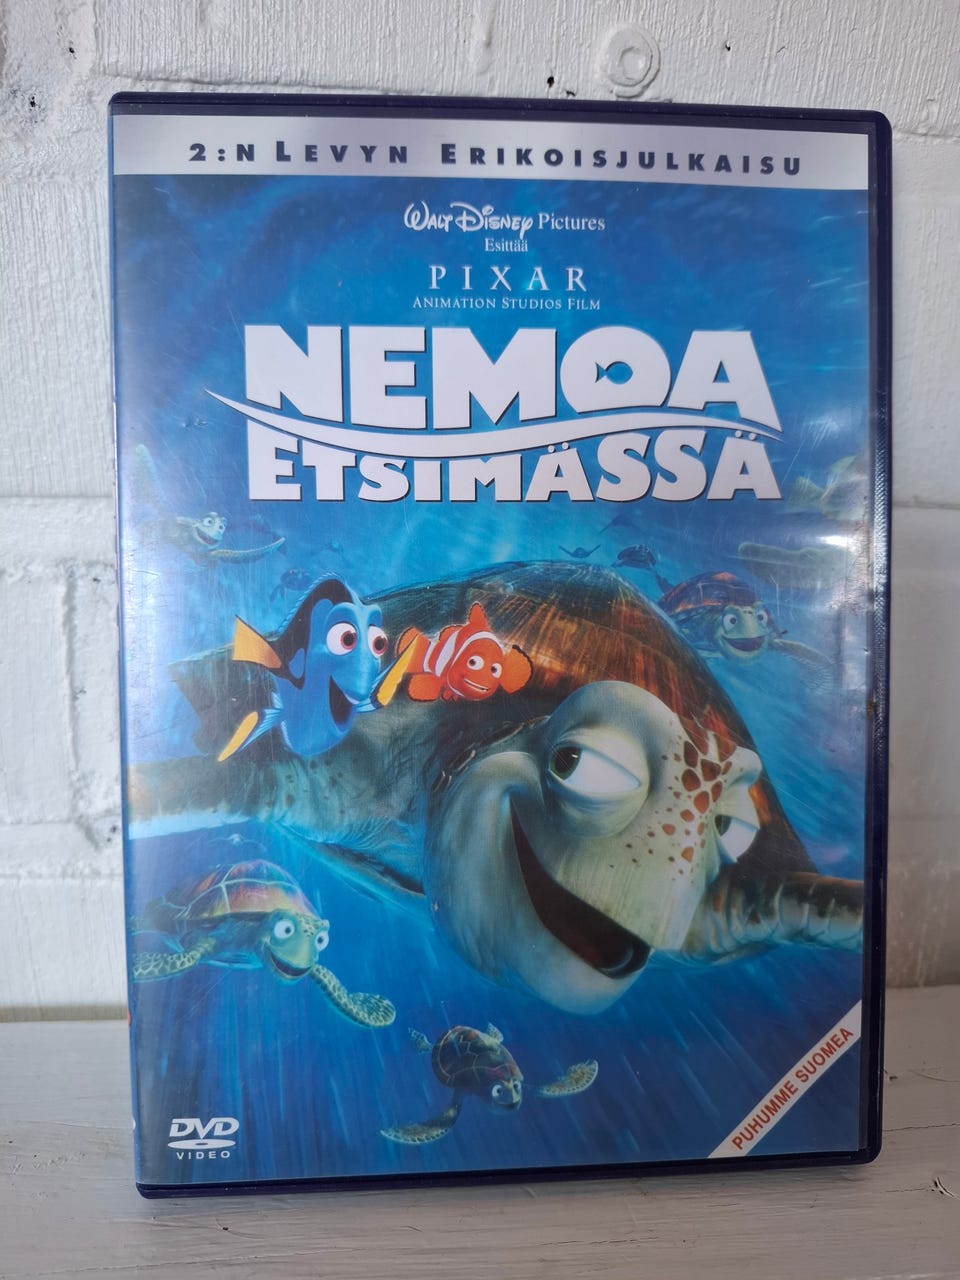 2:N LEVYN ERIKOISJULKAISU
WALT DISNEY Pictures
Esittää
PIXAR
ANIMATION STUDIOS FILM
NEMOA
ETSIMÄSSÄ
PUHUMME SUOMEA
DVD
VIDEO